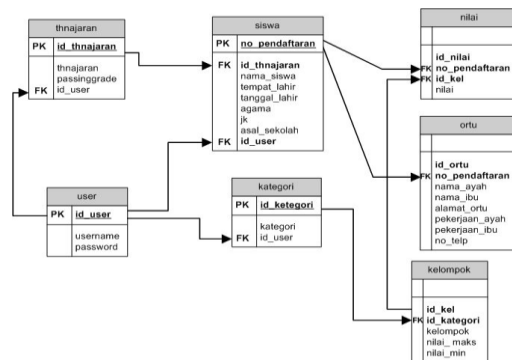 thnajaran
PK id_thnajaran
thnajaran
passinggrade
FK id_user
siswa
PK no_pendaftaran
FK id_thnajaran
nama_siswa
tempat_lahir
tanggal_lahir
agama
jk
asal_sekolah
FK id_user
nilai
id_nilai
FK no_pendaftaran
FK id_kel
nilai
ortu
id_ortu
FK no_pendaftaran
nama_ayah
nama_ibu
alamat_ortu
pekerjaan_ayah
pekerjaan_ibu
no_telp
user
PK id_user
username
password
kategori
PK id_ketegori
kategori
FK id_user
kelompok
id_kel
FK id_kategori
kelompok
nilai_ maks
nilai_min